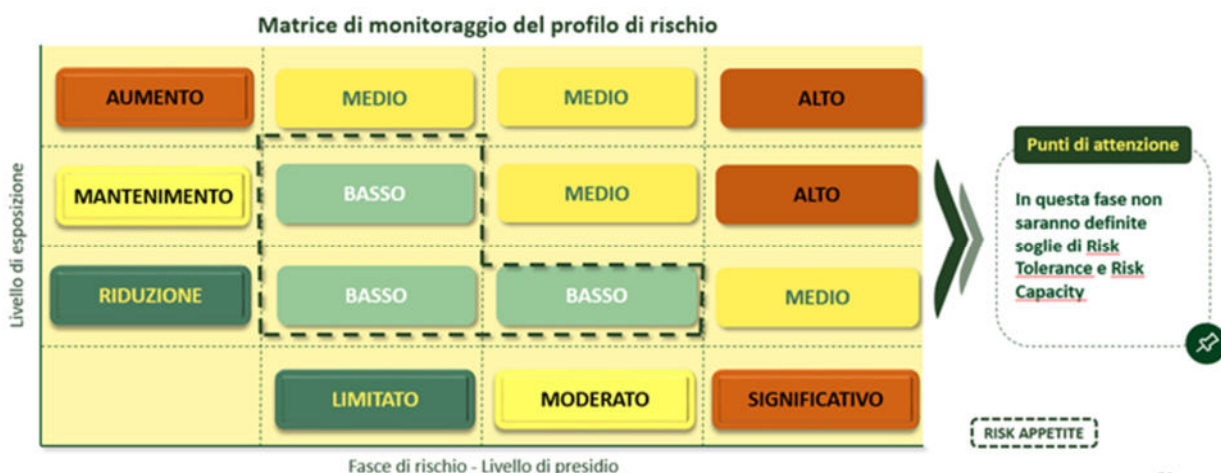 Matrice di monitoraggio del profilo di rischio
Livello di esposizione
AUMENTO MEDIO MEDIO ALTO
MANTENIMENTO BASSO MEDIO ALTO
RIDUZIONE BASSO BASSO MEDIO
LIMITATO MODERATO SIGNIFICATIVO
Fasce di rischio - Livello di presidio
Punti di attenzione
In questa fase non
saranno definite
soglie di Risk
Tolerance e Risk
Capacity
RISK APPETITE